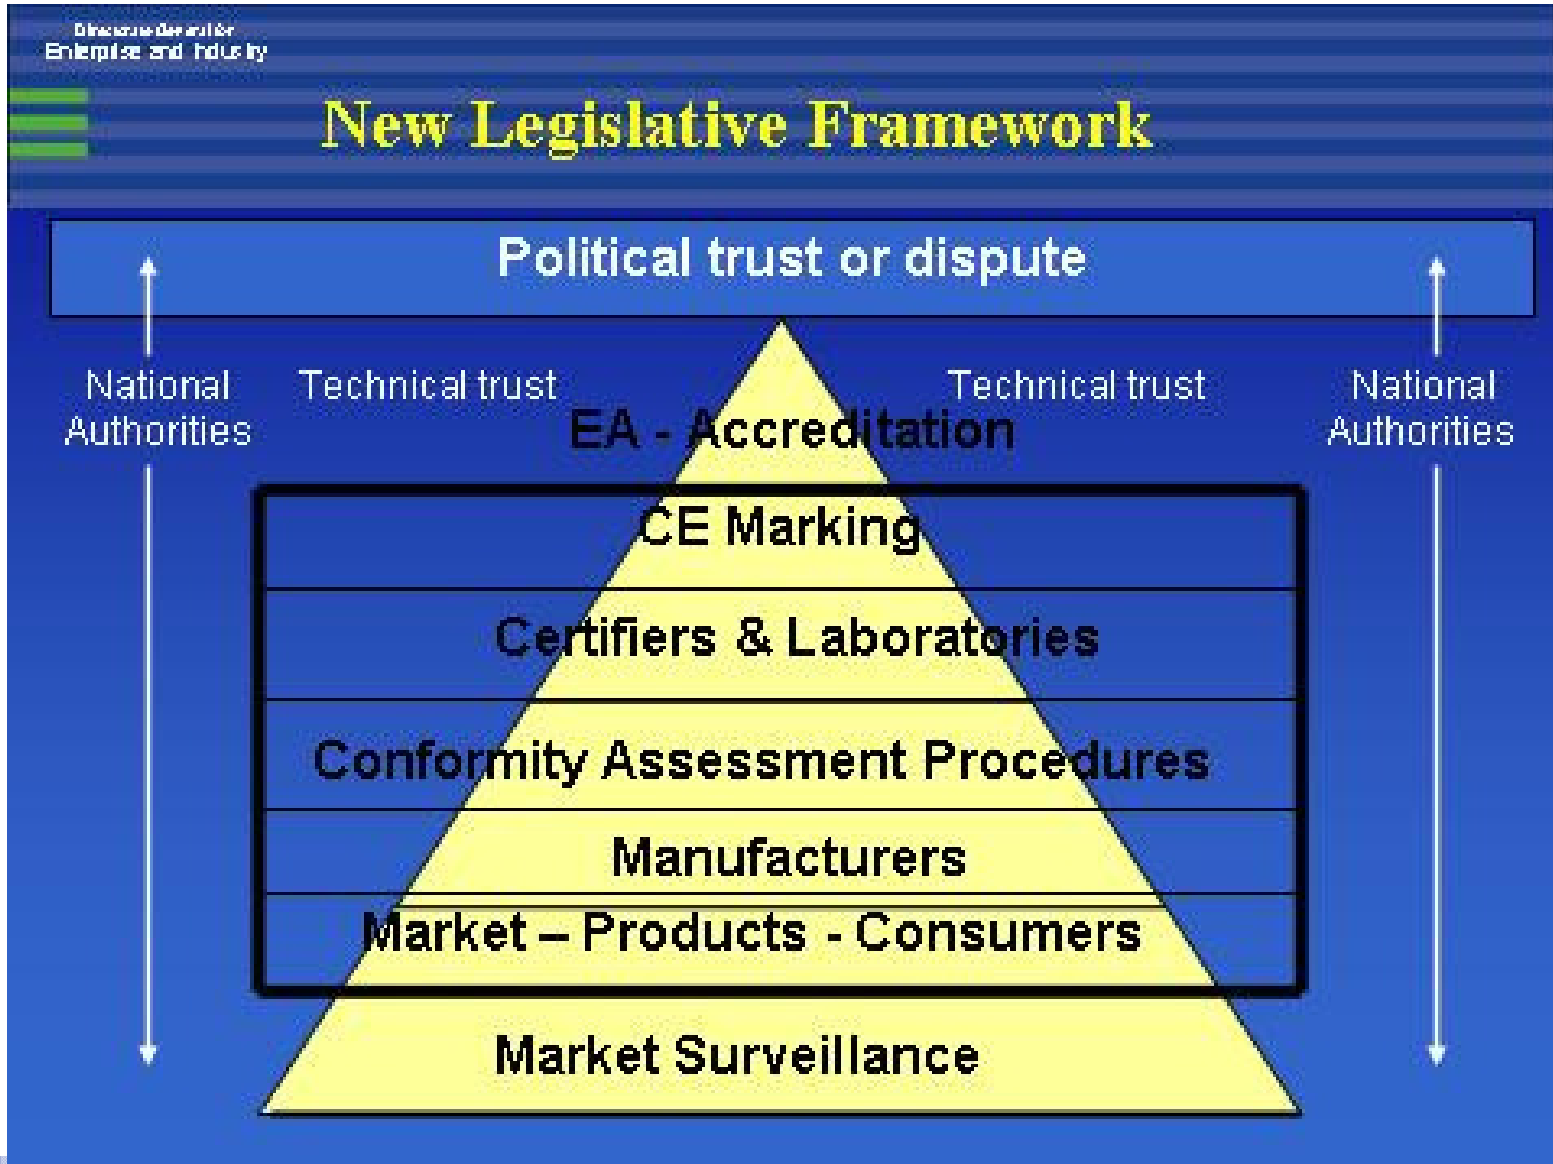 Enterprise and Industry
New Legislative Framework
Political trust or dispute
National Authorities
Technical trust
Technical trust
National Authorities
EA - Accreditation
CE Marking
Certifiers & Laboratories
Conformity Assessment Procedures
Manufacturers
Market – Products - Consumers
Market Surveillance